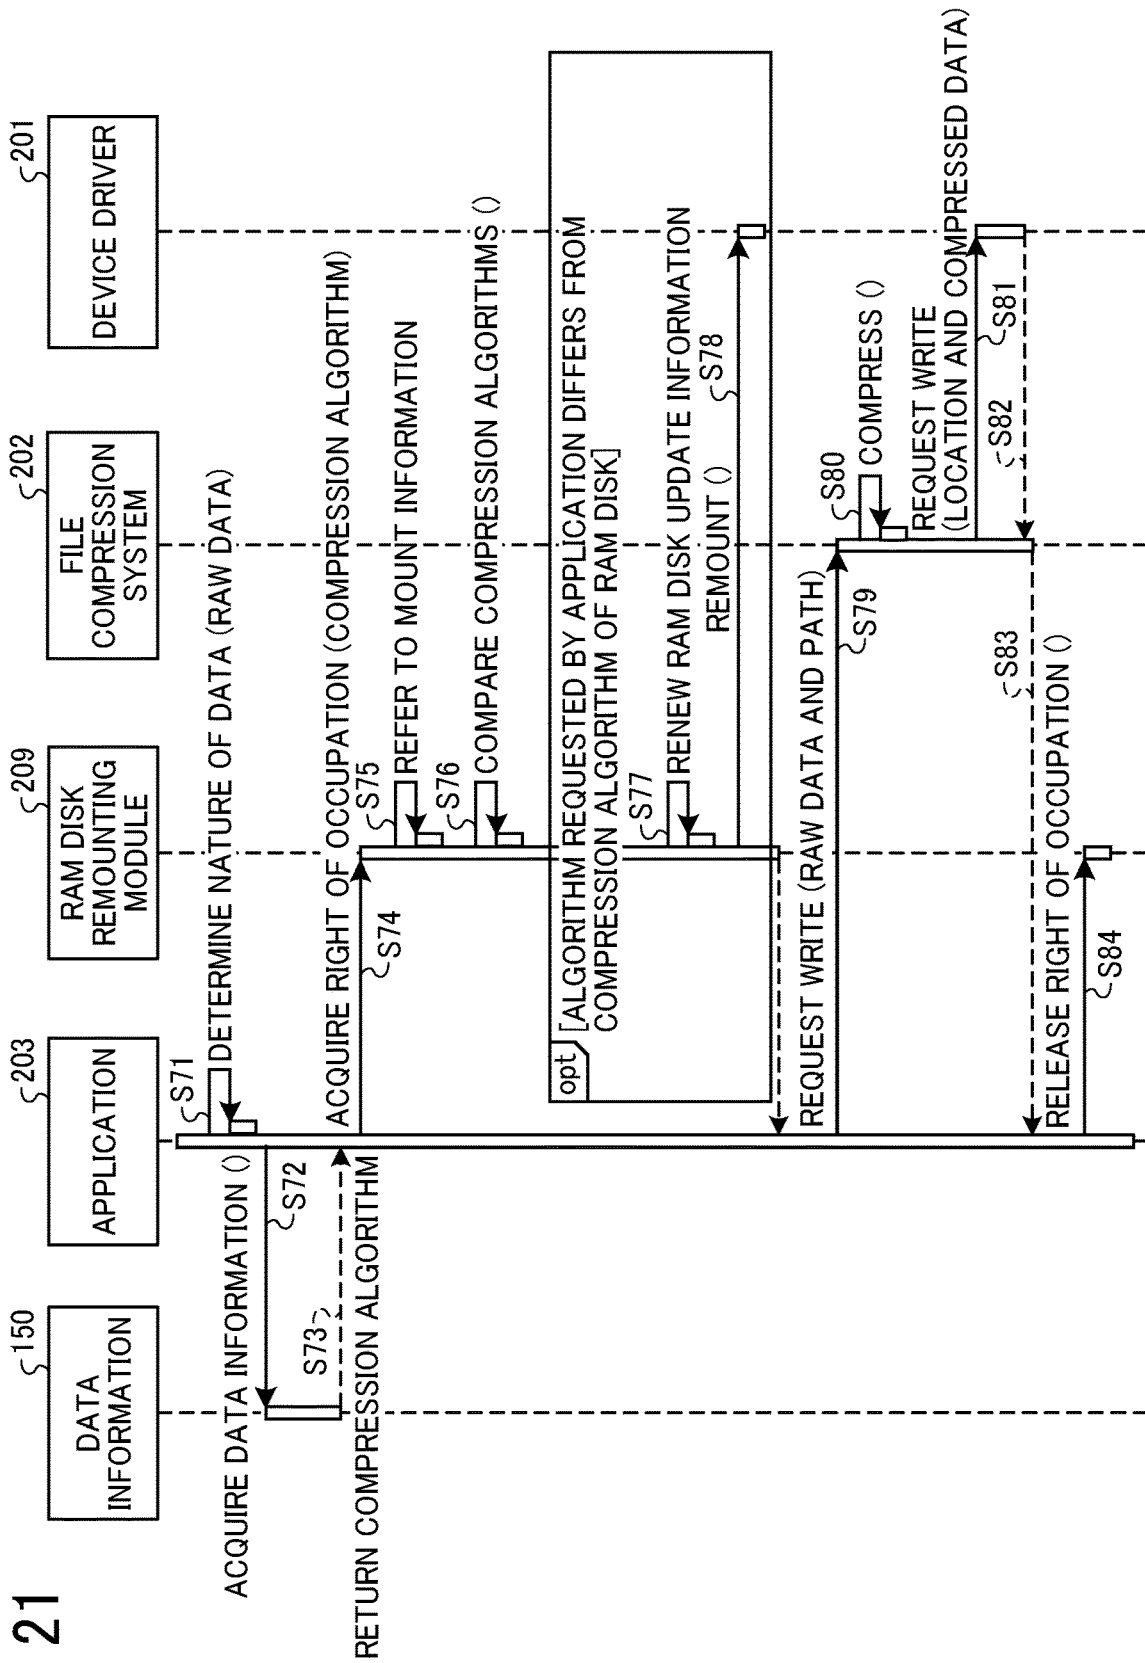 21
150
DATA
INFORMATION
203
APPLICATION
209
RAM DISK
REMOUNTING
MODULE
202
FILE
COMPRESSION
SYSTEM
201
DEVICE DRIVER
S71
DETERMINE NATURE OF DATA (RAW DATA)
ACQUIRE DATA INFORMATION ()
S72
S73
RETURN COMPRESSION ALGORITHM
ACQUIRE RIGHT OF OCCUPATION (COMPRESSION ALGORITHM)
S74
S75
REFER TO MOUNT INFORMATION
S76
COMPARE COMPRESSION ALGORITHMS ()
opt
[ALGORITHM REQUESTED BY APPLICATION DIFFERS FROM
COMPRESSION ALGORITHM OF RAM DISK]
S77
RENEW RAM DISK UPDATE INFORMATION
REMOUNT ()
S78
REQUEST WRITE (RAW DATA AND PATH)
S79
S80
COMPRESS ()
REQUEST WRITE
(LOCATION AND COMPRESSED DATA)
S81
S82
S83
RELEASE RIGHT OF OCCUPATION ()
S84